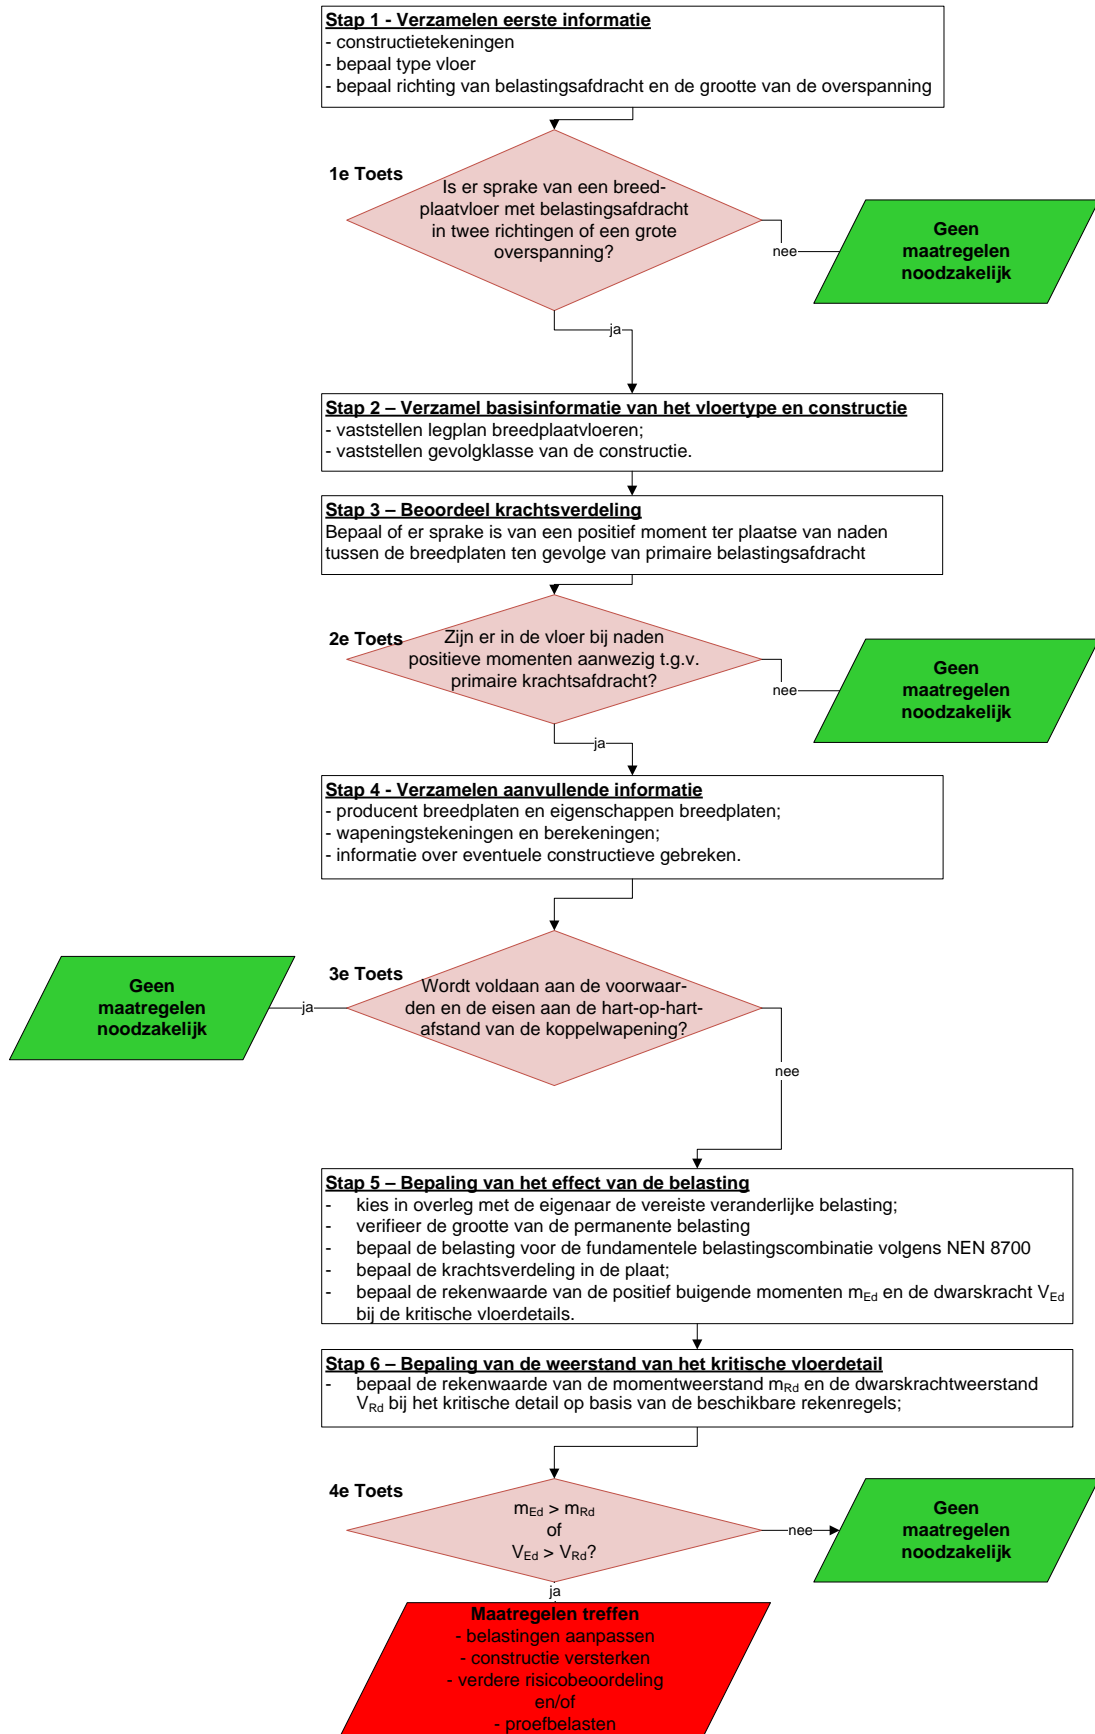 Stap 1 - Verzamelen eerste informatie
- constructietekeningen
- bepaal type vloer
- bepaal richting van belastingsafdracht en de grootte van de overspanning
1e Toets
Is er sprake van een breed-
plaatvloer met belastingsafdracht
in twee richtingen of een grote
overspanning?
nee
Geen
maatregelen
noodzakelijk
ja
Stap 2 – Verzamel basisinformatie van het vloertype en constructie
- vaststellen legplan breedplaatvloeren;
- vaststellen gevolgklasse van de constructie.
Stap 3 – Beoordeel krachtsverdeling
Bepaal of er sprake is van een positief moment ter plaatse van naden
tussen de breedplaten ten gevolge van primaire belastingsafdracht
2e Toets
Zijn er in de vloer bij naden
positieve momenten aanwezig t.g.v.
primaire krachtsafdracht?
nee
Geen
maatregelen
noodzakelijk
ja
Stap 4 - Verzamelen aanvullende informatie
- producent breedplaten en eigenschappen breedplaten;
- wapeningstekeningen en berekeningen;
- informatie over eventuele constructieve gebreken.
3e Toets
Wordt voldaan aan de voorwaar-
den en de eisen aan de hart-op-hart-
afstand van de koppelwapening?
ja
Geen
maatregelen
noodzakelijk
nee
Stap 5 – Bepaling van het effect van de belasting
- kies in overleg met de eigenaar de vereiste veranderlijke belasting;
- verifieer de grootte van de permanente belasting
- bepaal de belasting voor de fundamentele belastingscombinatie volgens NEN 8700
- bepaal de krachtsverdeling in de plaat;
- bepaal de rekenwaarde van de positief buigende momenten mEd en de dwarskracht VEd
bij de kritische vloerdetails.
Stap 6 – Bepaling van de weerstand van het kritische vloerdetail
- bepaal de rekenwaarde van de momentweerstand mRd en de dwarskrachtweerstand
VRd bij het kritische detail op basis van de beschikbare rekenregels;
4e Toets
mEd > mRd
of
VEd > VRd?
nee
Geen
maatregelen
noodzakelijk
ja
Maatregelen treffen
- belastingen aanpassen
- constructie versterken
- verdere risicobeoordeling
en/of
- proefbelasten